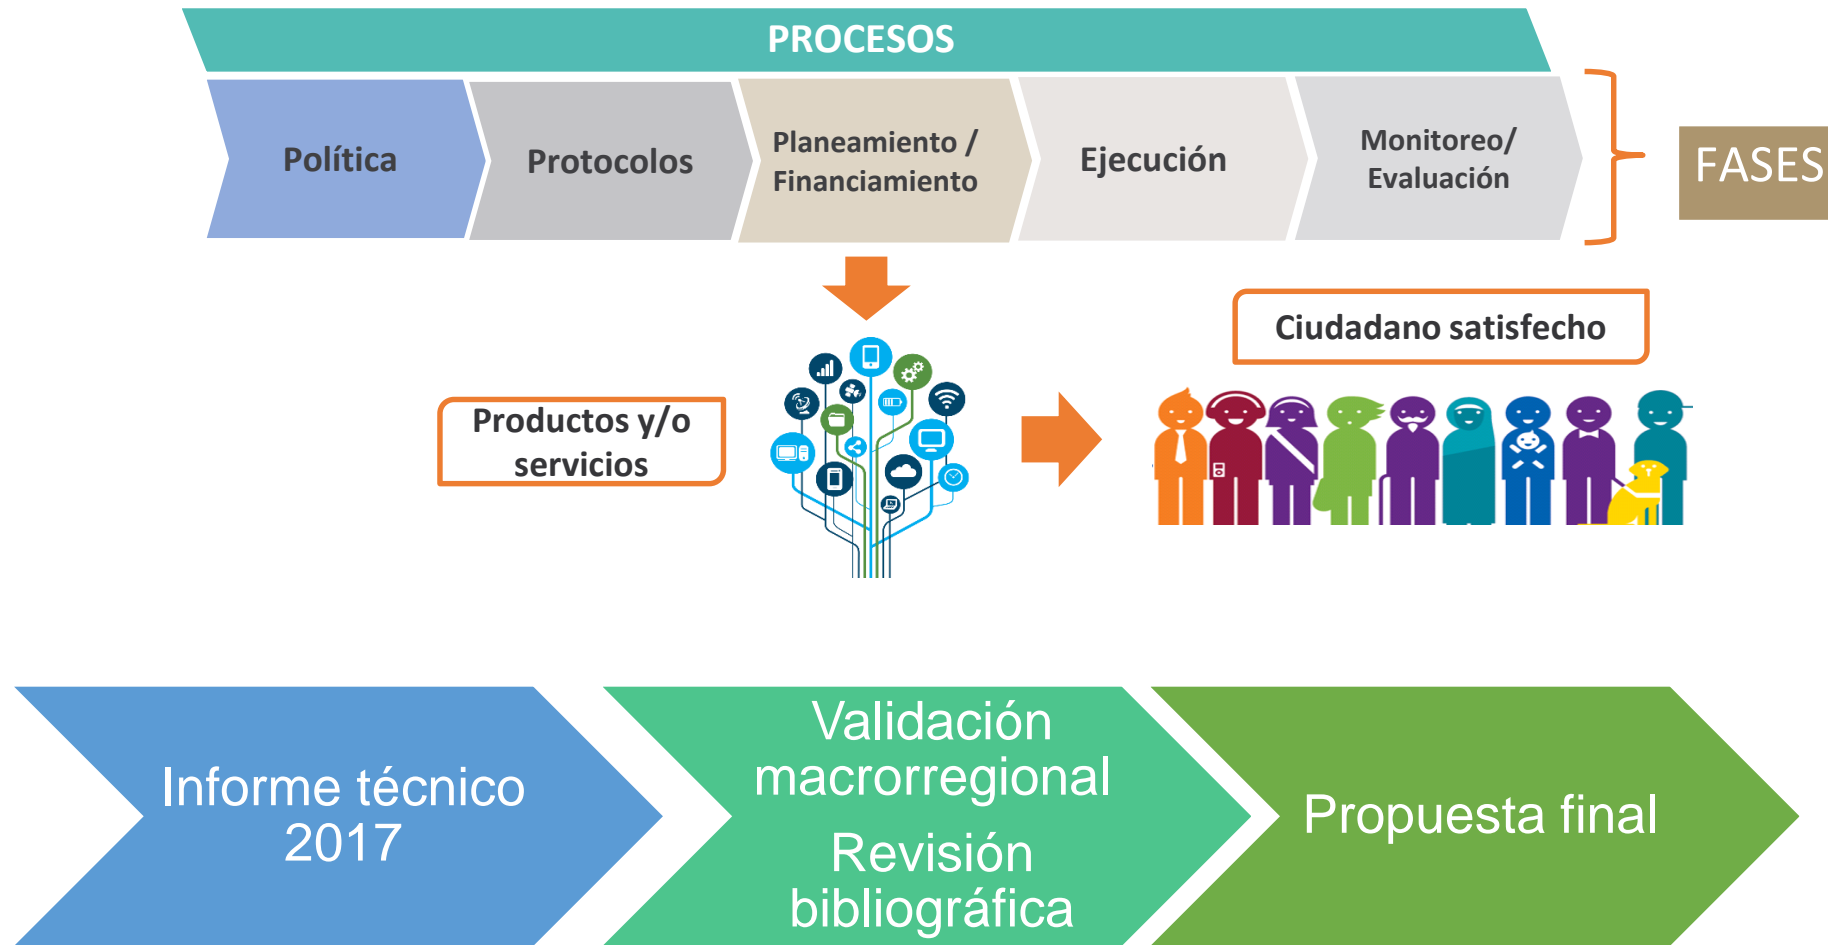 PROCESOS
Política
Protocolos
Planeamiento /
Financiamiento
Ejecución
Monitoreo/
Evaluación
FASES
Ciudadano satisfecho
Productos y/o
servicios
Informe técnico
2017
Validación
macrorregional
Revisión
bibliográfica
Propuesta final